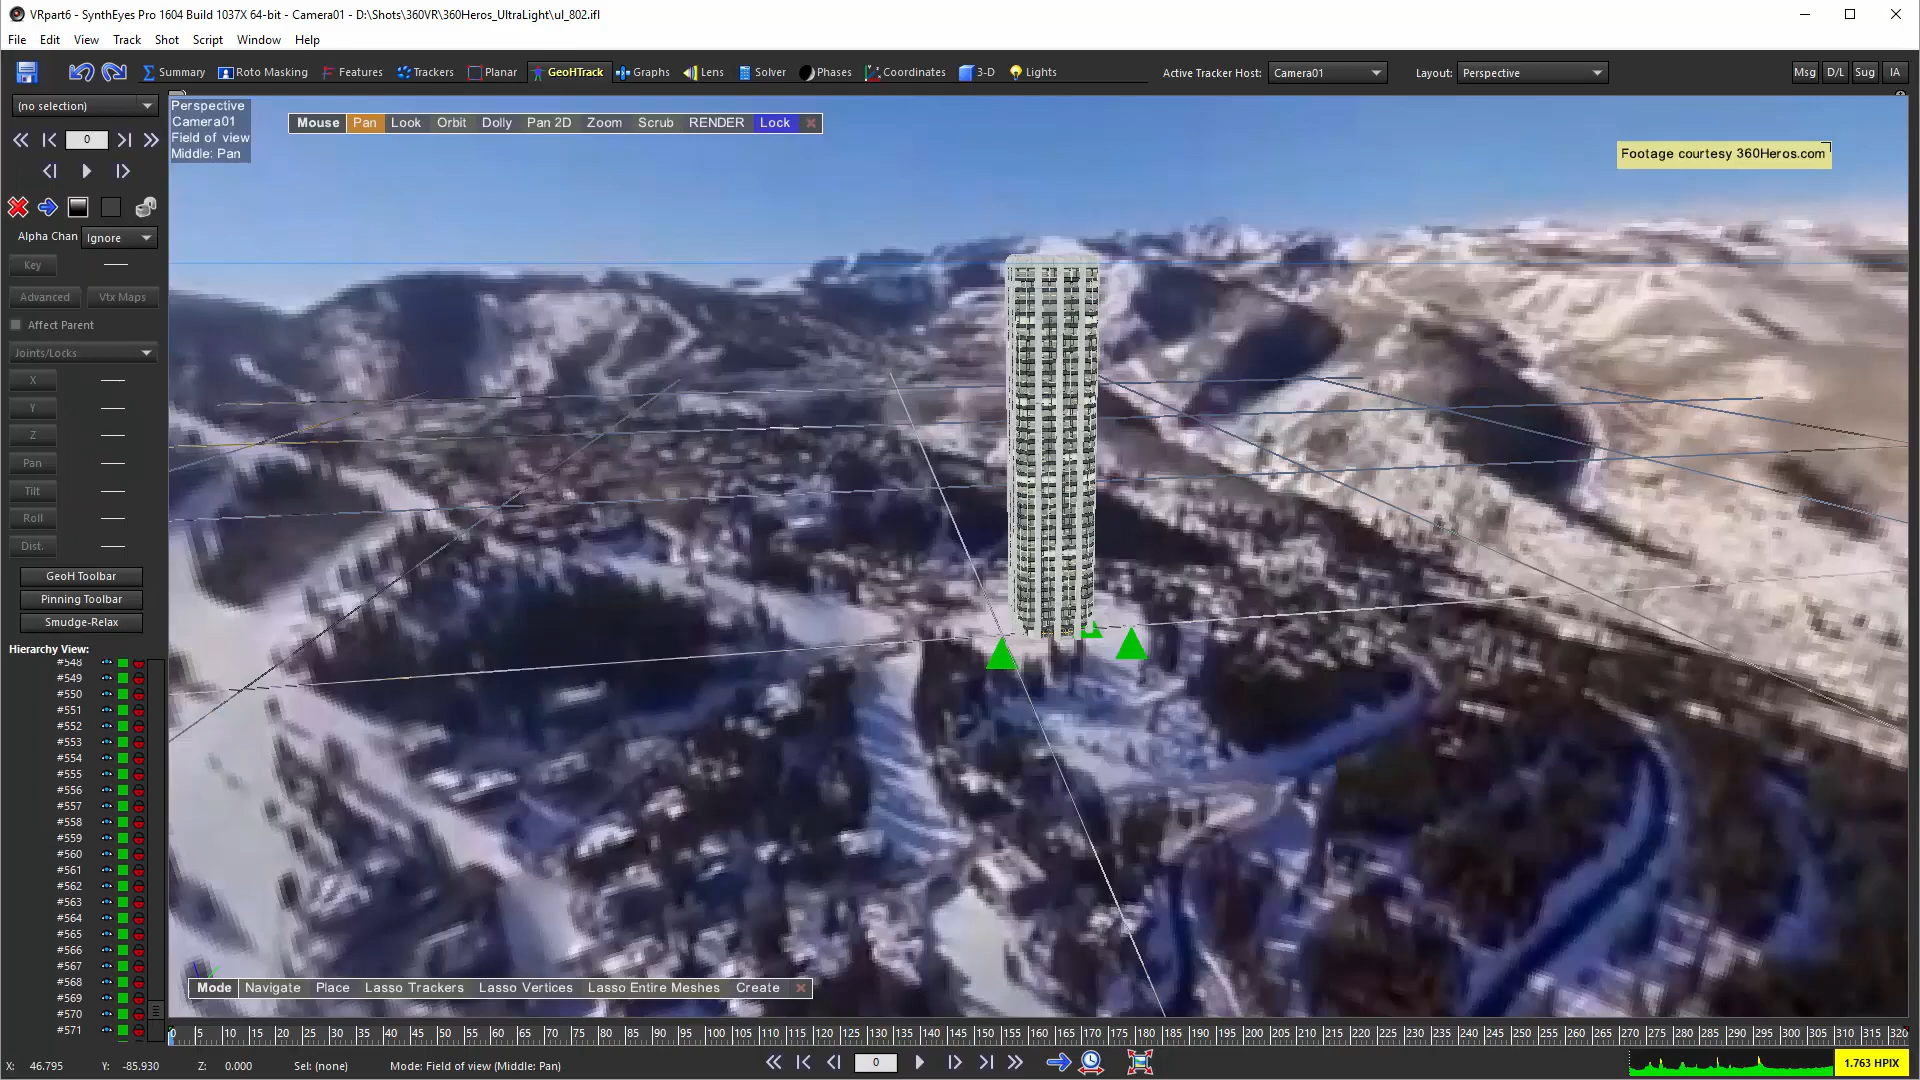 VRpart6 - SynthEyes Pro 1604 Build 1037X 64-bit - Camera01 - D:\Shots\360VR\360Heros_UltraLight\ul_802.ifl
File Edit View Track Shot Script Window Help
Summary Roto Masking Features Trackers Planar GeoHTrack Graphs Lens Solver Phases Coordinates 3-D Lights Active Tracker Host: Camera01 Layout: Perspective Msg D/L Sug IA
(no selection)
0
Alpha Chan Ignore
Key
Advanced Vtx Maps
Affect Parent
Joints/Locks
X
Y
Z
Pan
Tilt
Roll
Dist.
GeoH Toolbar
Pinning Toolbar
Smudge-Relax
Hierarchy View:
#548
#549
#550
#551
#552
#553
#554
#555
#556
#557
#558
#559
#560
#561
#562
#563
#564
#565
#566
#567
#568
#569
#570
#571
Perspective
Camera01
Field of view
Middle: Pan
Mouse Pan Look Orbit Dolly Pan 2D Zoom Scrub RENDER Lock
Footage courtesy 360Heros.com
Mode Navigate Place Lasso Trackers Lasso Vertices Lasso Entire Meshes Create
0 5 10 15 20 25 30 35 40 45 50 55 60 65 70 75 80 85 90 95 100 105 110 115 120 125 130 135 140 145 150 155 160 165 170 175 180 185 190 195 200 205 210 215 220 225 230 235 240 245 250 255 260 265 270 275 280 285 290 295 300 305 310 315 320
0
X: 46.795 Y: -85.930 Z: 0.000 Sel: (none) Mode: Field of view (Middle: Pan) 1.763 HPIX